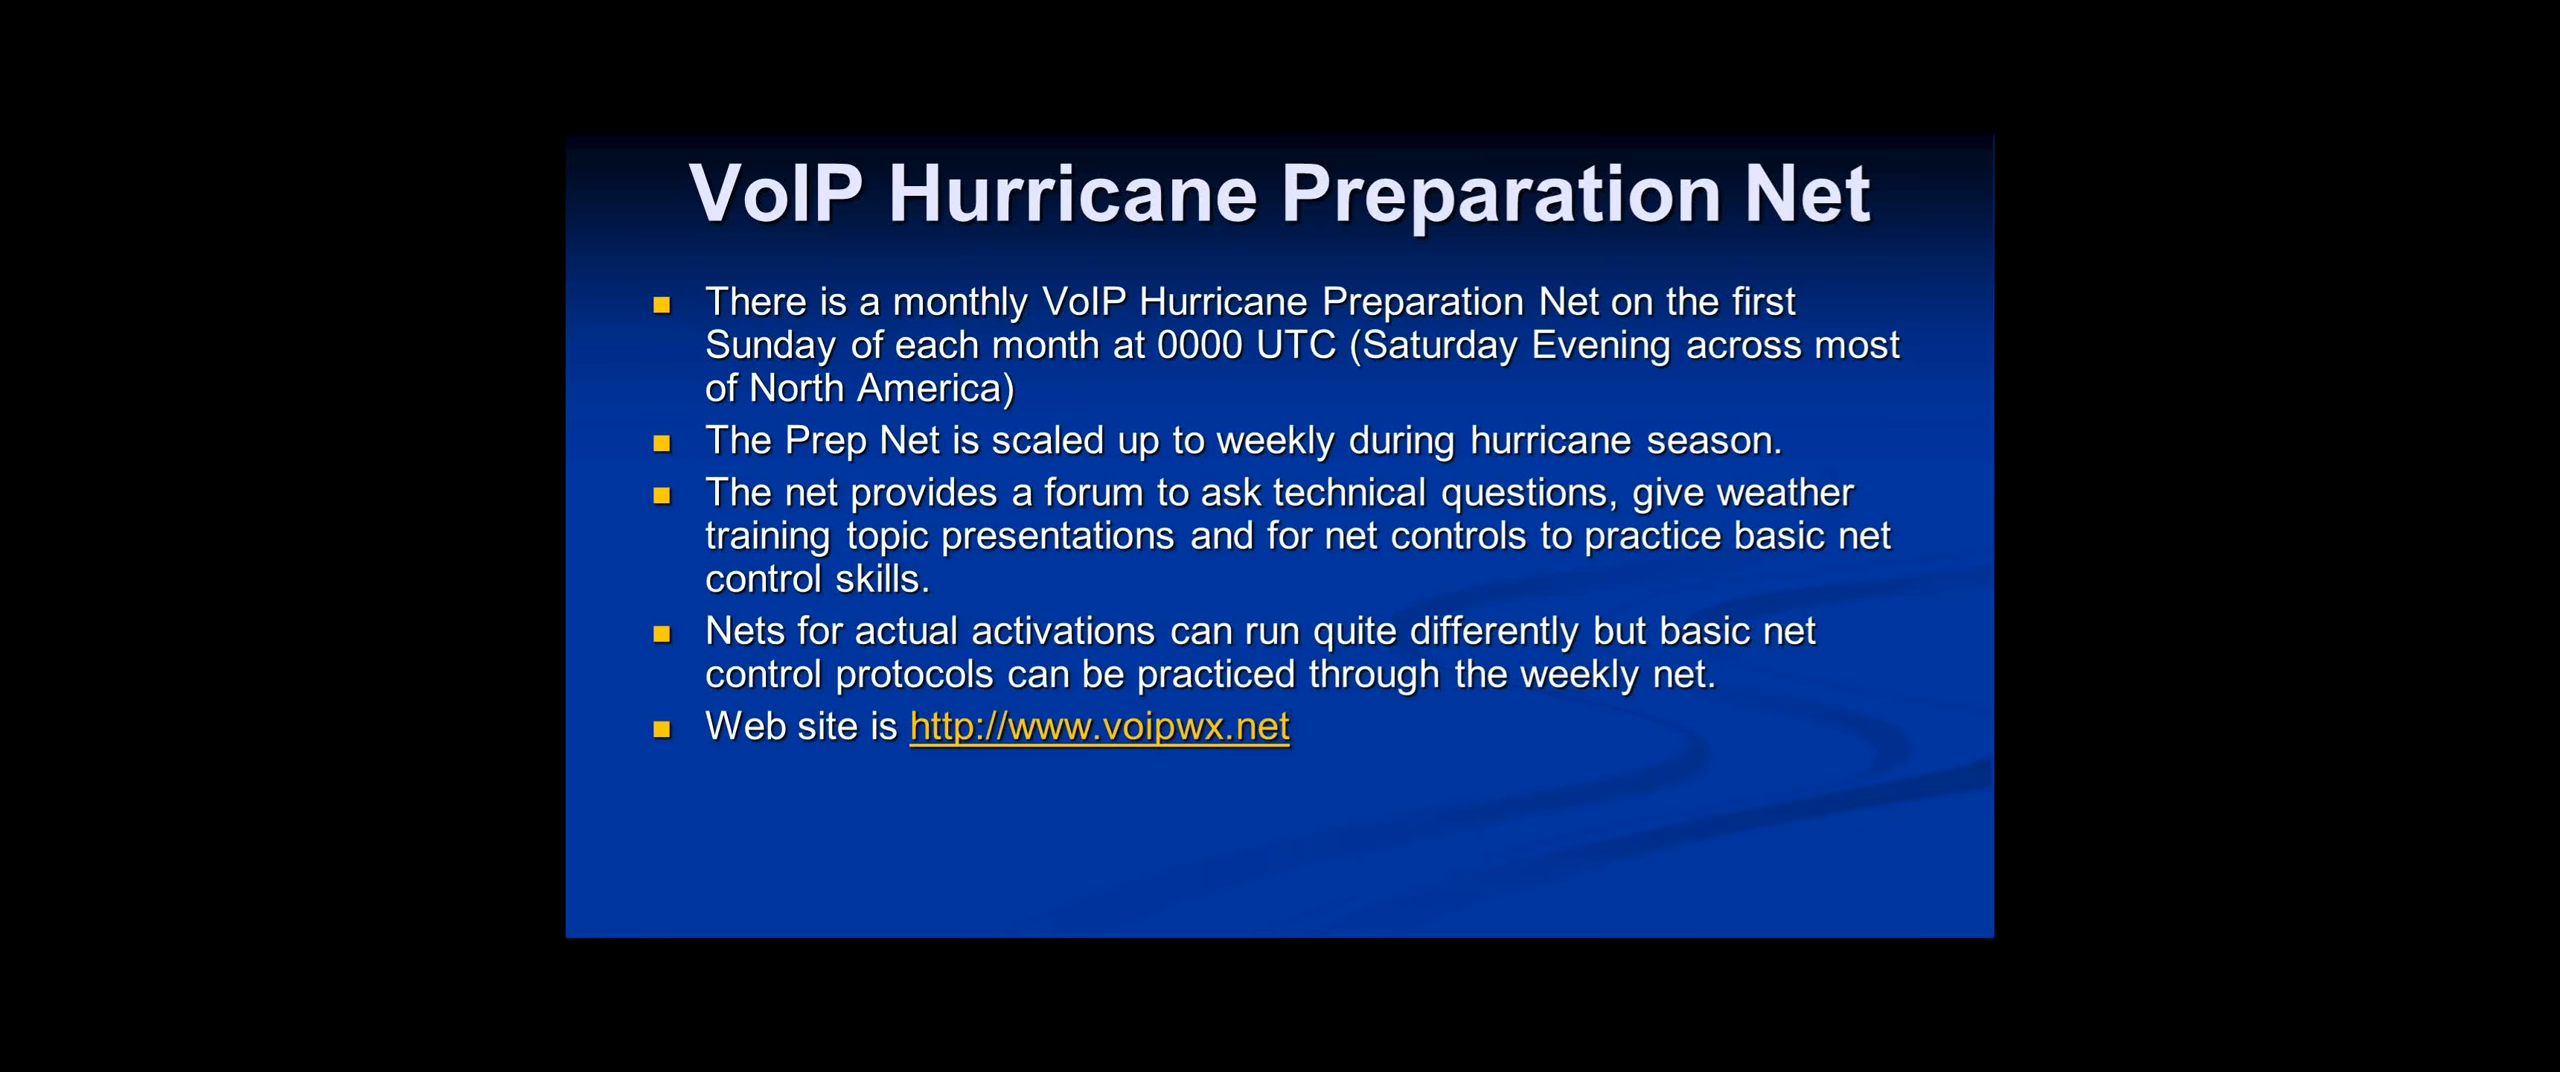 VoIP Hurricane Preparation Net
There is a monthly VoIP Hurricane Preparation Net on the first
Sunday of each month at 0000 UTC (Saturday Evening across most
of North America)
The Prep Net is scaled up to weekly during hurricane season.
The net provides a forum to ask technical questions, give weather
training topic presentations and for net controls to practice basic net
control skills.
Nets for actual activations can run quite differently but basic net
control protocols can be practiced through the weekly net.
Web site is http://www.voipwx.net